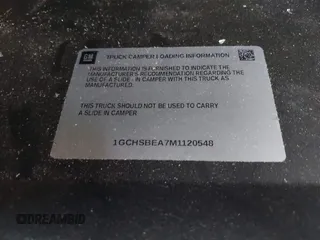 GM
TRUCK CAMPER LOADING INFORMATION
THIS INFORMATION IS FURNISHED TO INDICATE THE
MANUFACTURER'S RECOMMENDATION REGARDING THE
USE OF A SLIDE - IN CAMPER WITH THIS TRUCK AS
MANUFACTURED.
THIS TRUCK SHOULD NOT BE USED TO CARRY
A SLIDE IN CAMPER
1GCHSBEA7M1120548
DREAMBID